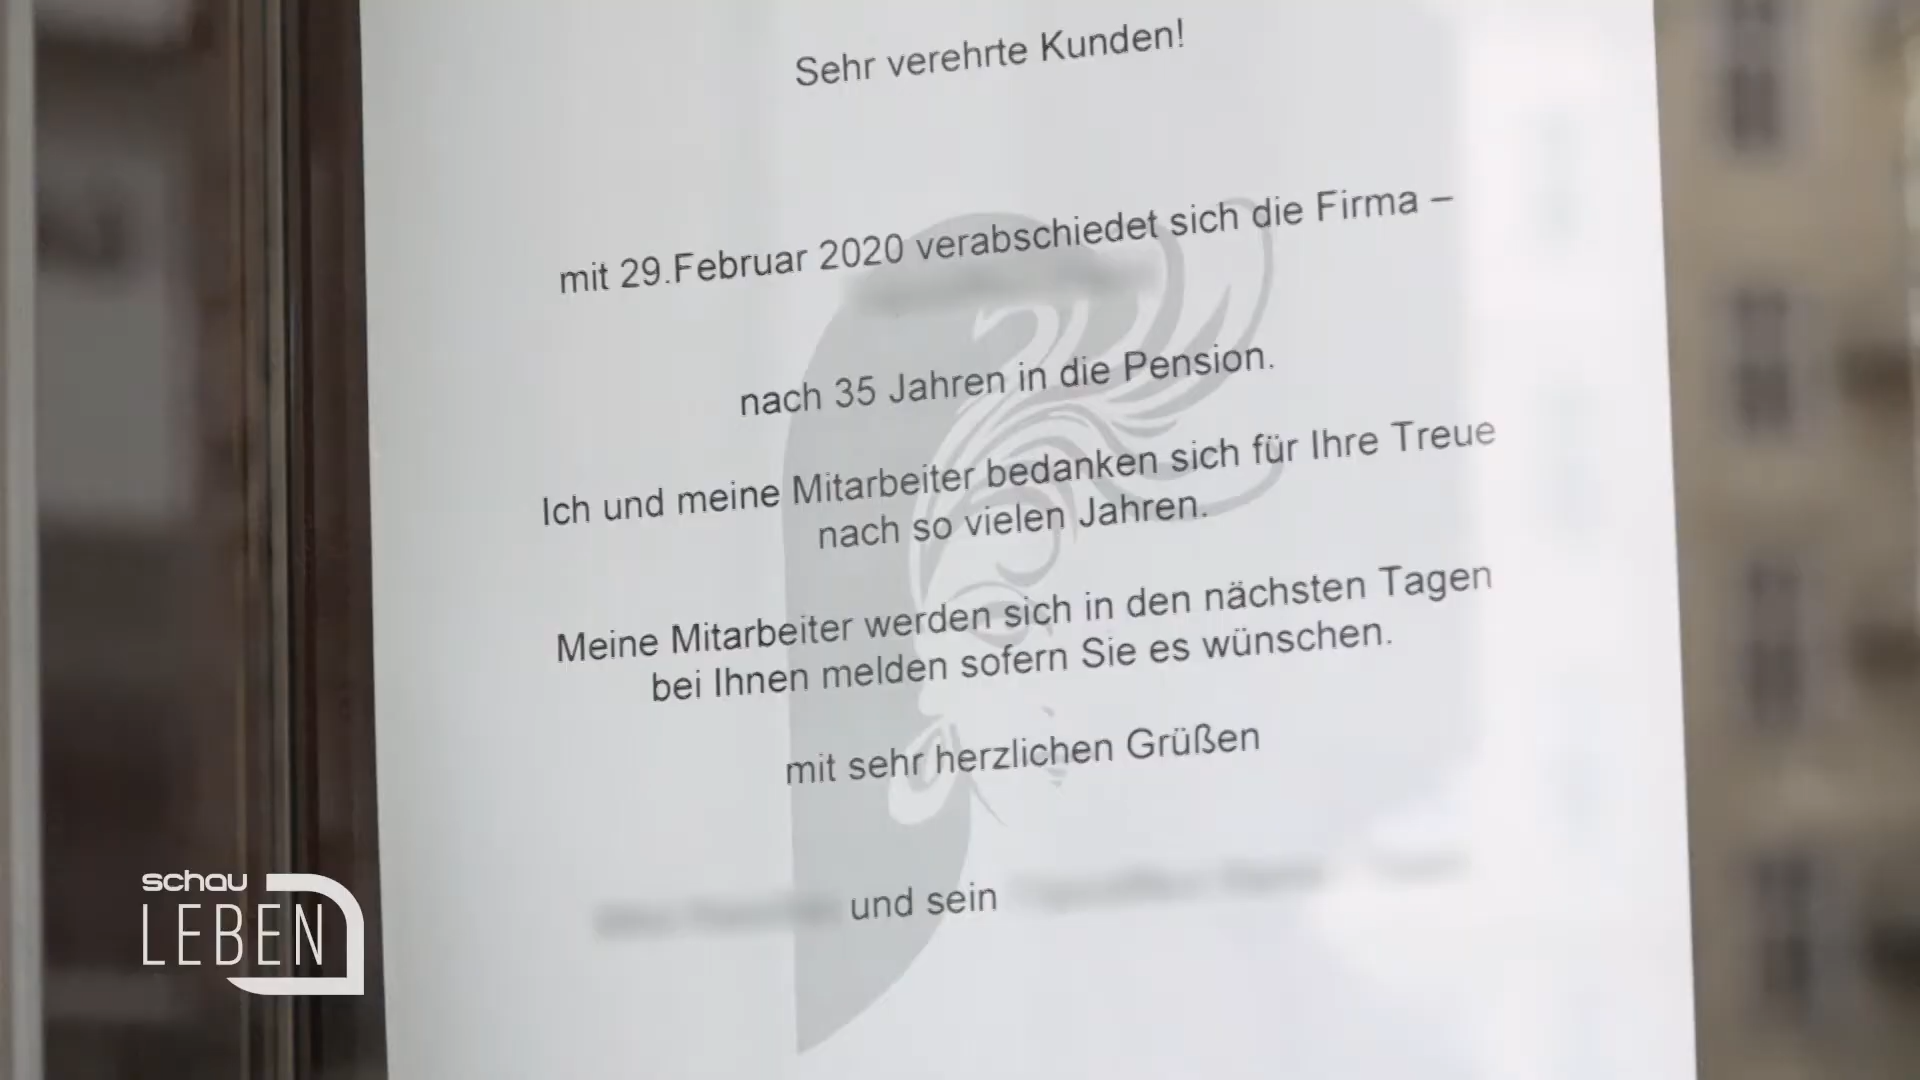 Sehr verehrte Kunden!
mit 29.Februar 2020 verabschiedet sich die Firma –
nach 35 Jahren in die Pension.
Ich und meine Mitarbeiter bedanken sich für Ihre Treue
nach so vielen Jahren.
Meine Mitarbeiter werden sich in den nächsten Tagen
bei Ihnen melden sofern Sie es wünschen.
mit sehr herzlichen Grüßen
und sein
schau
LEBEN